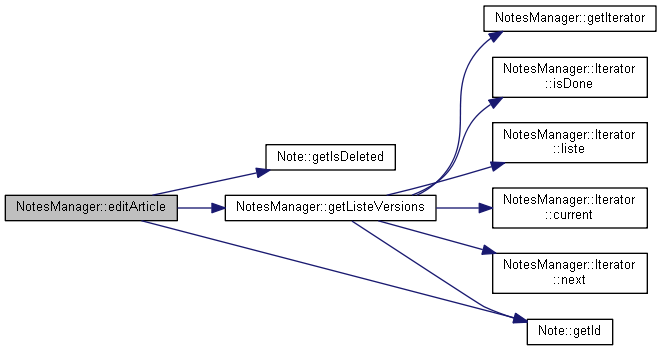 NotesManager::editArticle
Note::getIsDeleted
NotesManager::getListeVersions
NotesManager::getIterator
NotesManager::Iterator
::isDone
NotesManager::Iterator
::liste
NotesManager::Iterator
::current
NotesManager::Iterator
::next
Note::getId